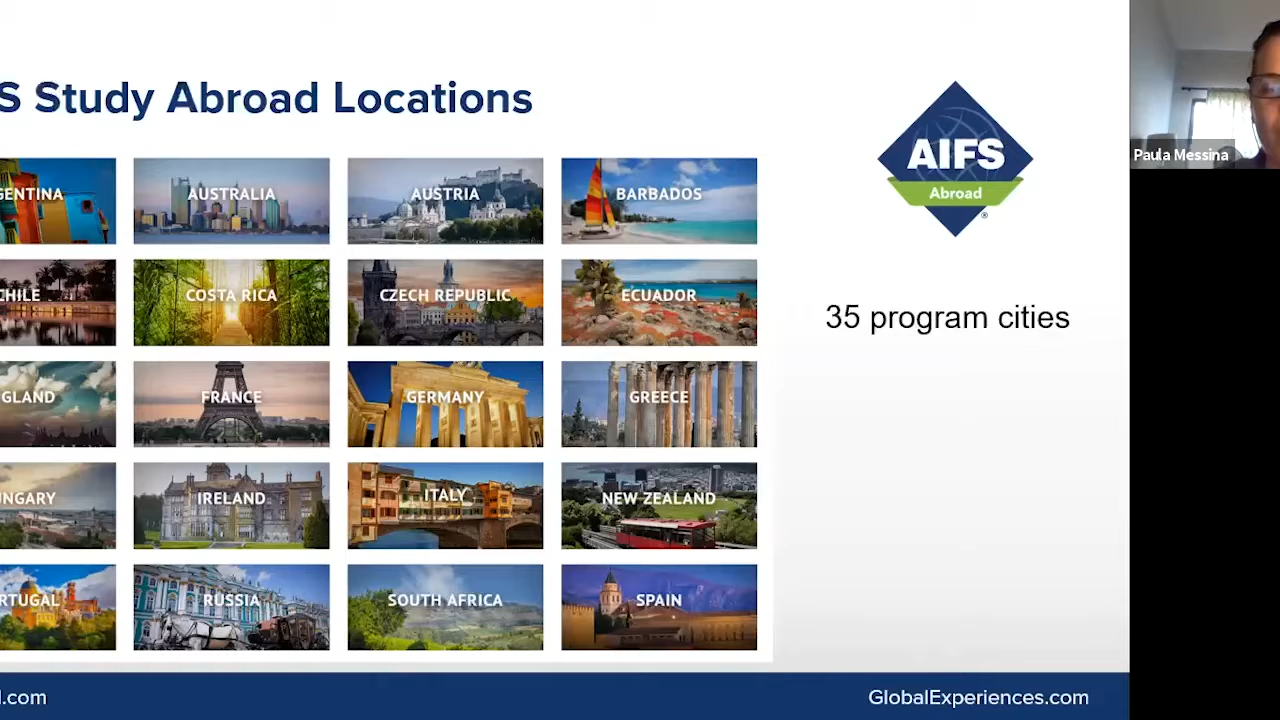 S Study Abroad Locations
AIFS
Abroad
®
Paula Messina
GENTINA
AUSTRALIA
AUSTRIA
BARBADOS
CHILE
COSTA RICA
CZECH REPUBLIC
ECUADOR
35 program cities
GLAND
FRANCE
GERMANY
GREECE
NGARY
IRELAND
ITALY
NEW ZEALAND
RTUGAL
RUSSIA
SOUTH AFRICA
SPAIN
.com
GlobalExperiences.com